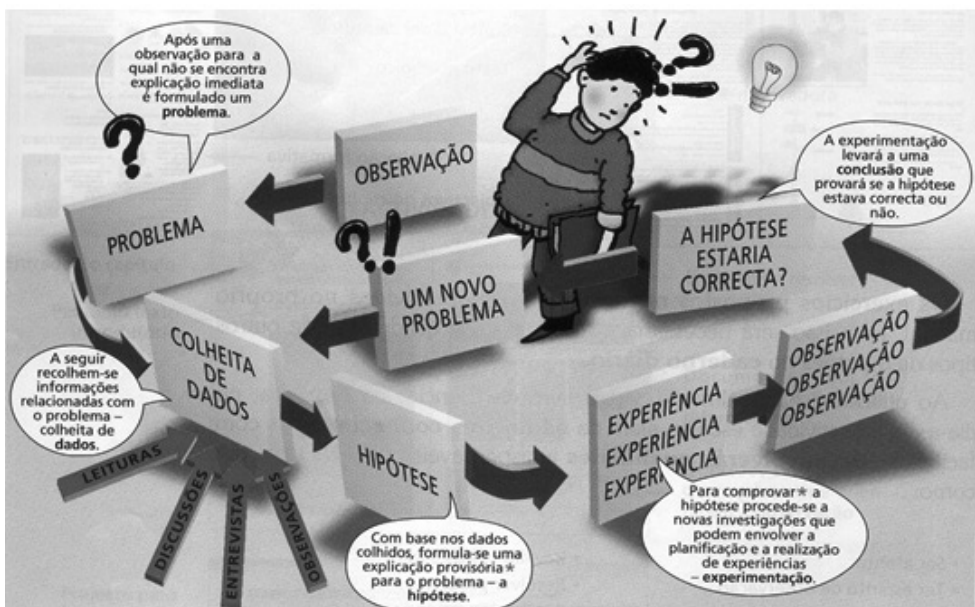 Após uma
observação para a
qual não se encontra
explicação imediata
é formulado um
problema.
?
OBSERVAÇÃO
PROBLEMA
?!
UM NOVO
PROBLEMA
?!
A experimentação
levará a uma
conclusão que
provará se a hipótese
estava correcta ou
não.
A HIPÓTESE
ESTARIA
CORRECTA?
COLHEITA
DE
DADOS
A seguir
recolhem-se
informações
relacionadas com
o problema –
colheita de
dados.
LEITURAS
DISCUSSÕES
ENTREVISTAS
OBSERVAÇÕES
HIPÓTESE
Com base nos dados
colhidos, formula-se uma
explicação provisória*
para o problema – a
hipótese.
EXPERIÊNCIA
EXPERIÊNCIA
EXPERIÊNCIA
Para comprovar* a
hipótese procede-se a
novas investigações que
podem envolver a
planificação e a realização
de experiências
– experimentação.
OBSERVAÇÃO
OBSERVAÇÃO
OBSERVAÇÃO